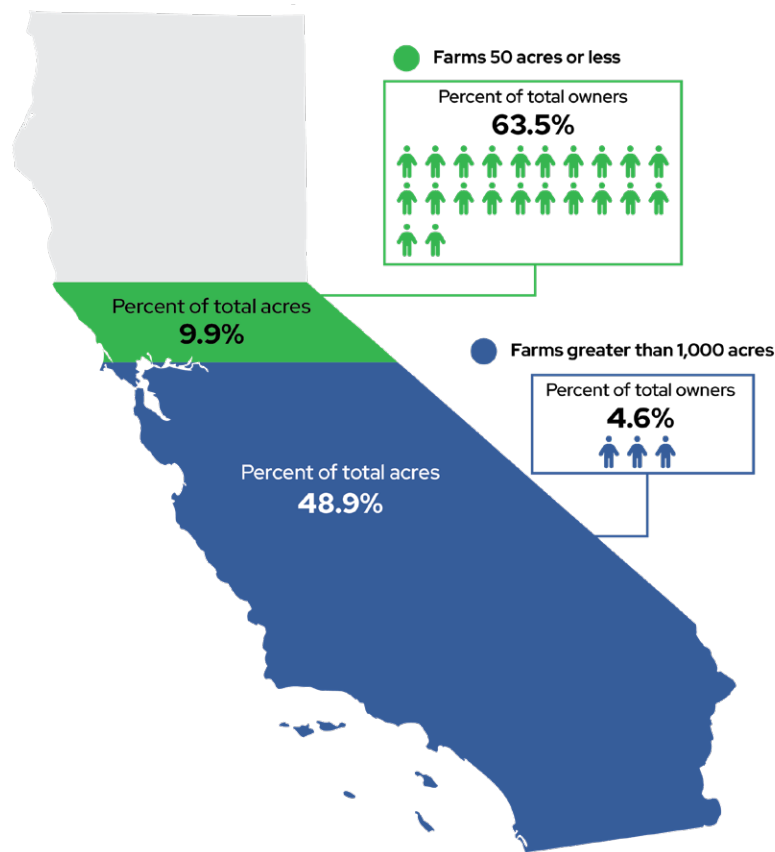 Farms 50 acres or less
Percent of total owners
63.5%
Percent of total acres
9.9%
Farms greater than 1,000 acres
Percent of total owners
4.6%
Percent of total acres
48.9%